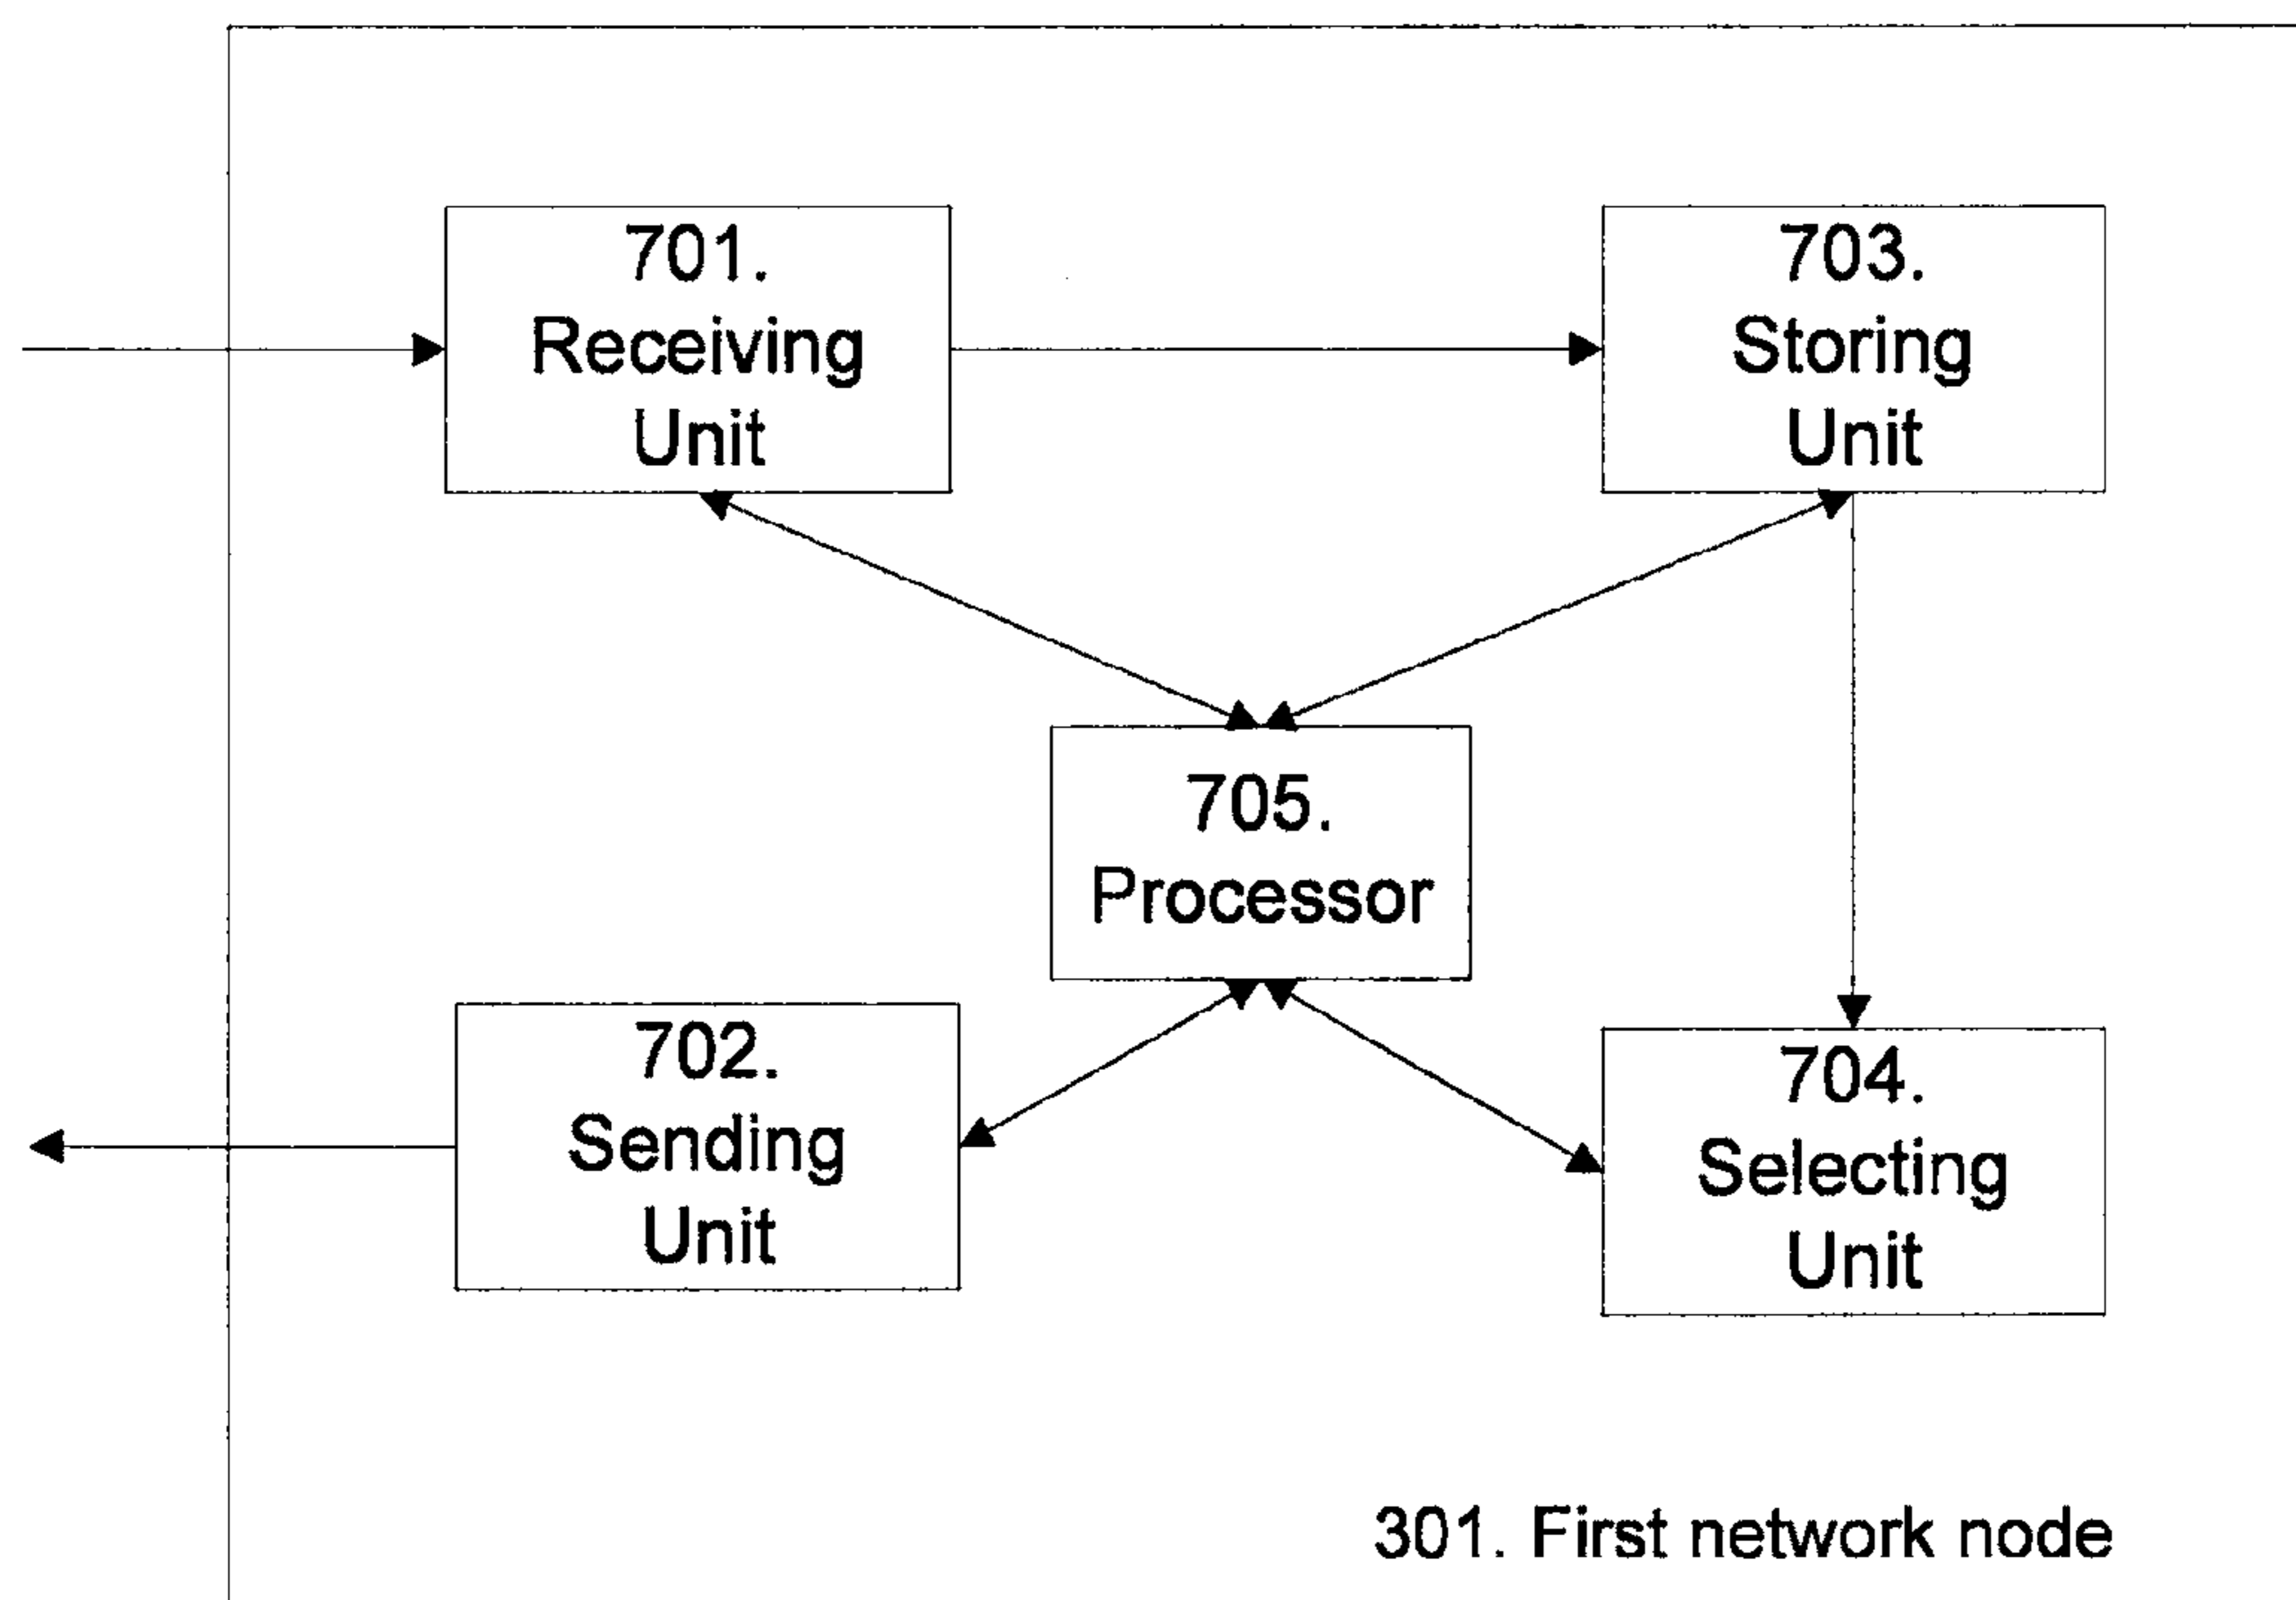 701.
Receiving
Unit
703.
Storing
Unit
705.
Processor
702.
Sending
Unit
704.
Selecting
Unit
301. First network node